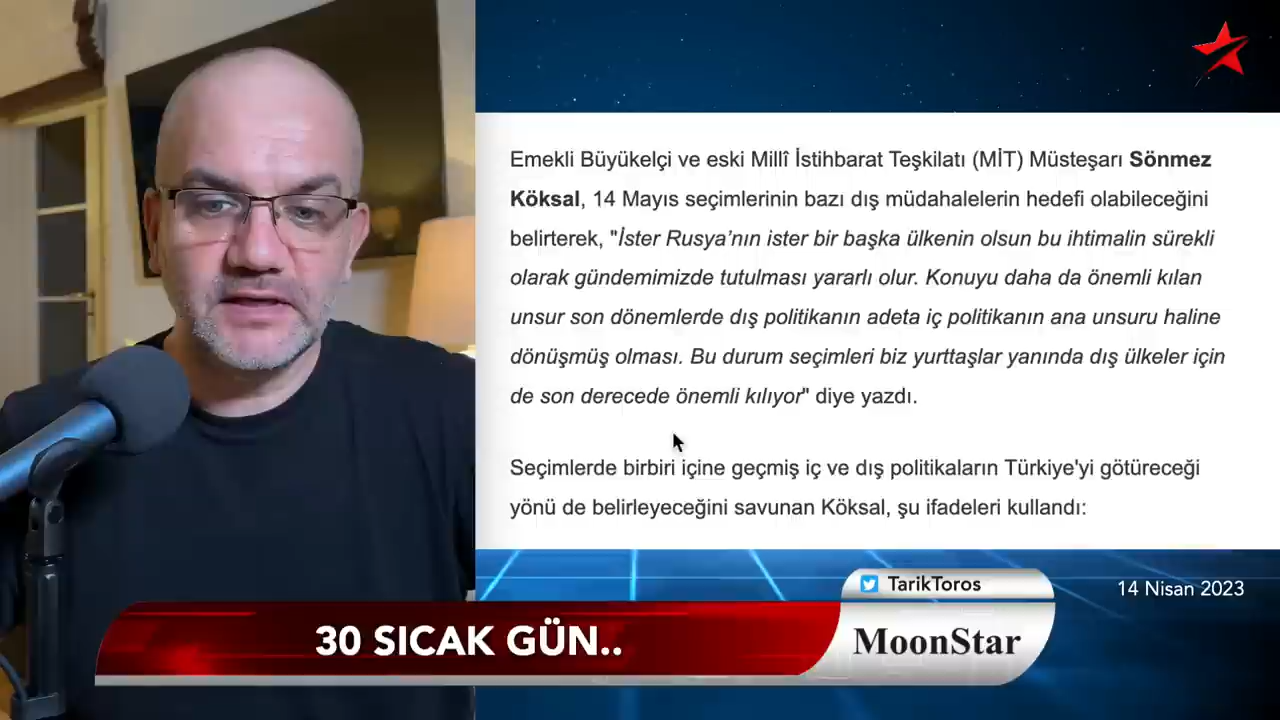 Emekli Büyükelçi ve eski Millî İstihbarat Teşkilatı (MİT) Müsteşarı Sönmez
Köksal, 14 Mayıs seçimlerinin bazı dış müdahalelerin hedefi olabileceğini
belirterek, "İster Rusya’nın ister bir başka ülkenin olsun bu ihtimalin sürekli
olarak gündemimizde tutulması yararlı olur. Konuyu daha da önemli kılan
unsur son dönemlerde dış politikanın adeta iç politikanın ana unsuru haline
dönüşmüş olması. Bu durum seçimleri biz yurttaşlar yanında dış ülkeler için
de son derecede önemli kılıyor" diye yazdı.
Seçimlerde birbiri içine geçmiş iç ve dış politikaların Türkiye'yi götüreceği
yönü de belirleyeceğini savunan Köksal, şu ifadeleri kullandı:
TarikToros
14 Nisan 2023
30 SICAK GÜN..
MoonStar